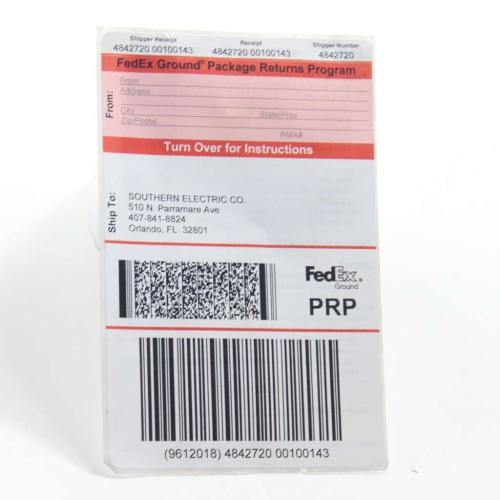 Shipper Receipt Receipt Shipper Number
4842720 00100143 4842720 00100143 4842720
FedEx Ground® Package Returns Program
From:
From
Address
City State/Prov
Zip/Postal
RMA#
Turn Over for Instructions
Ship To:
SOUTHERN ELECTRIC CO.
510 N. Parramare Ave
407-841-8824
Orlando, FL 32801
FedEx®
Ground
PRP
(9612018) 4842720 00100143